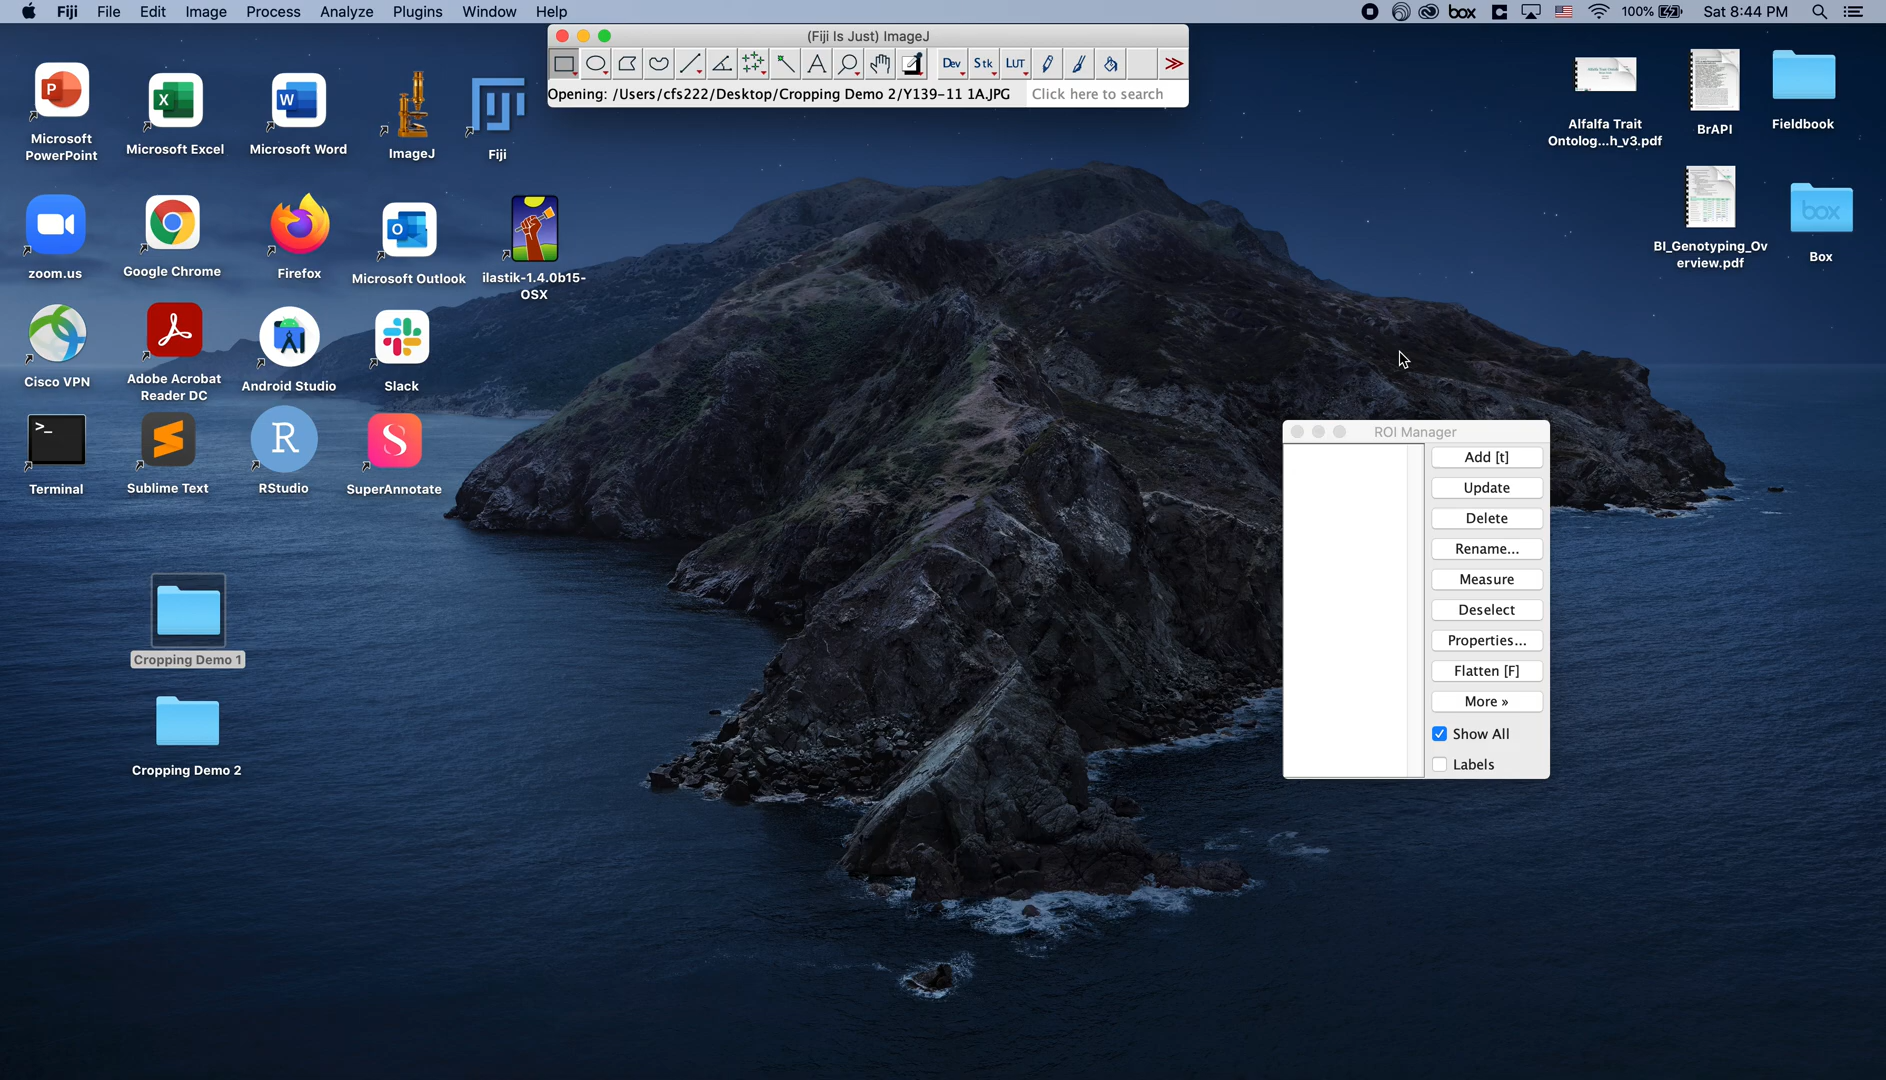 Fiji File Edit Image Process Analyze Plugins Window Help
box 100% Sat 8:44 PM
(Fiji Is Just) ImageJ
Dev Stk LUT
Opening: /Users/cfs222/Desktop/Cropping Demo 2/Y139-11 1A.JPG Click here to search
Microsoft
PowerPoint
Microsoft Excel
Microsoft Word
ImageJ
Fiji
Alfalfa Trait
Ontolog...h_v3.pdf
BrAPI
Fieldbook
zoom.us
Google Chrome
Firefox
Microsoft Outlook
ilastik-1.4.0b15-
OSX
BI_Genotyping_Ov
erview.pdf
box
Box
Cisco VPN
Adobe Acrobat
Reader DC
Android Studio
Slack
Terminal
Sublime Text
RStudio
SuperAnnotate
Cropping Demo 1
Cropping Demo 2
ROI Manager
Add [t]
Update
Delete
Rename...
Measure
Deselect
Properties...
Flatten [F]
More »
Show All
Labels